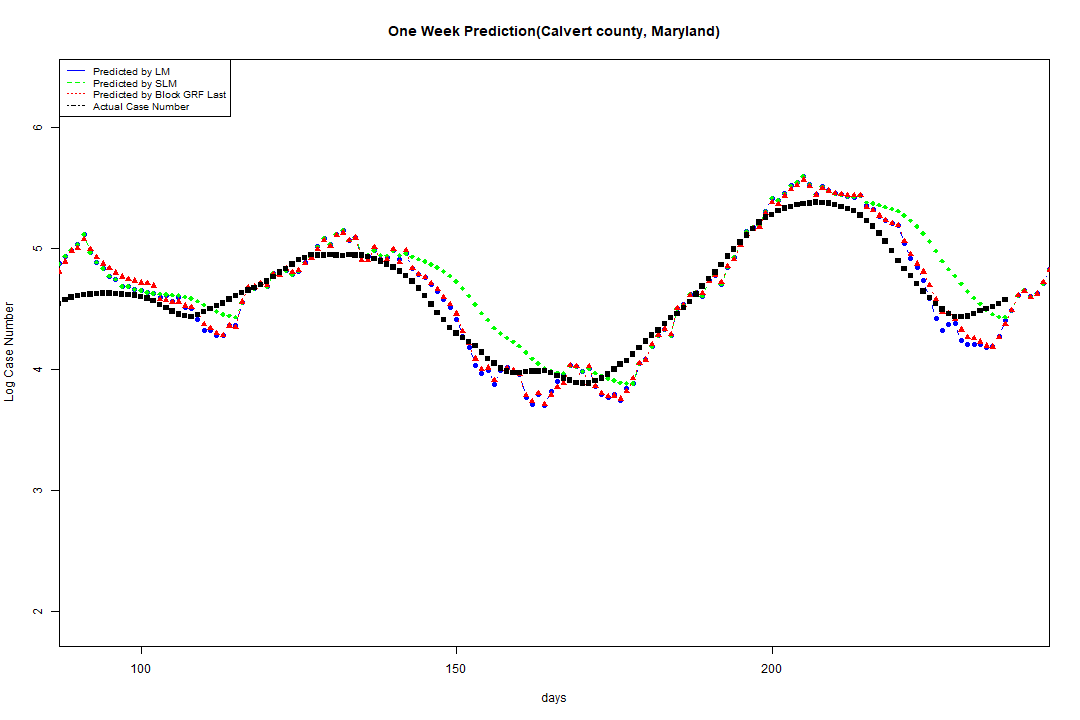 One Week Prediction(Calvert county, Maryland)
Predicted by LM
Predicted by SLM
Predicted by Block GRF Last
Actual Case Number
6
5
4
3
2
Log Case Number
100
150
200
days